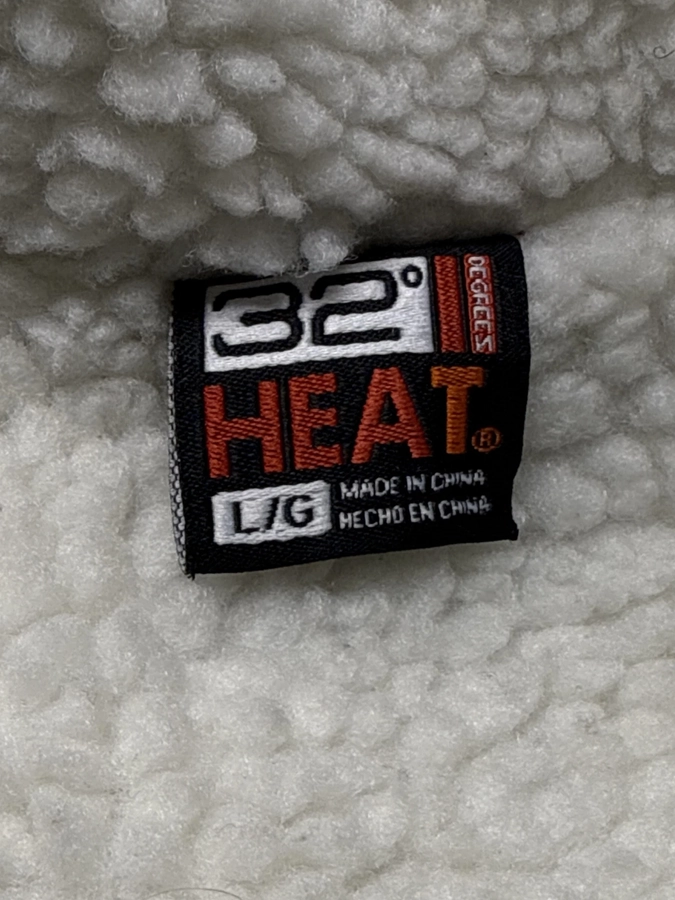 32° DEGREES
HEAT®
L/G
MADE IN CHINA
HECHO EN CHINA